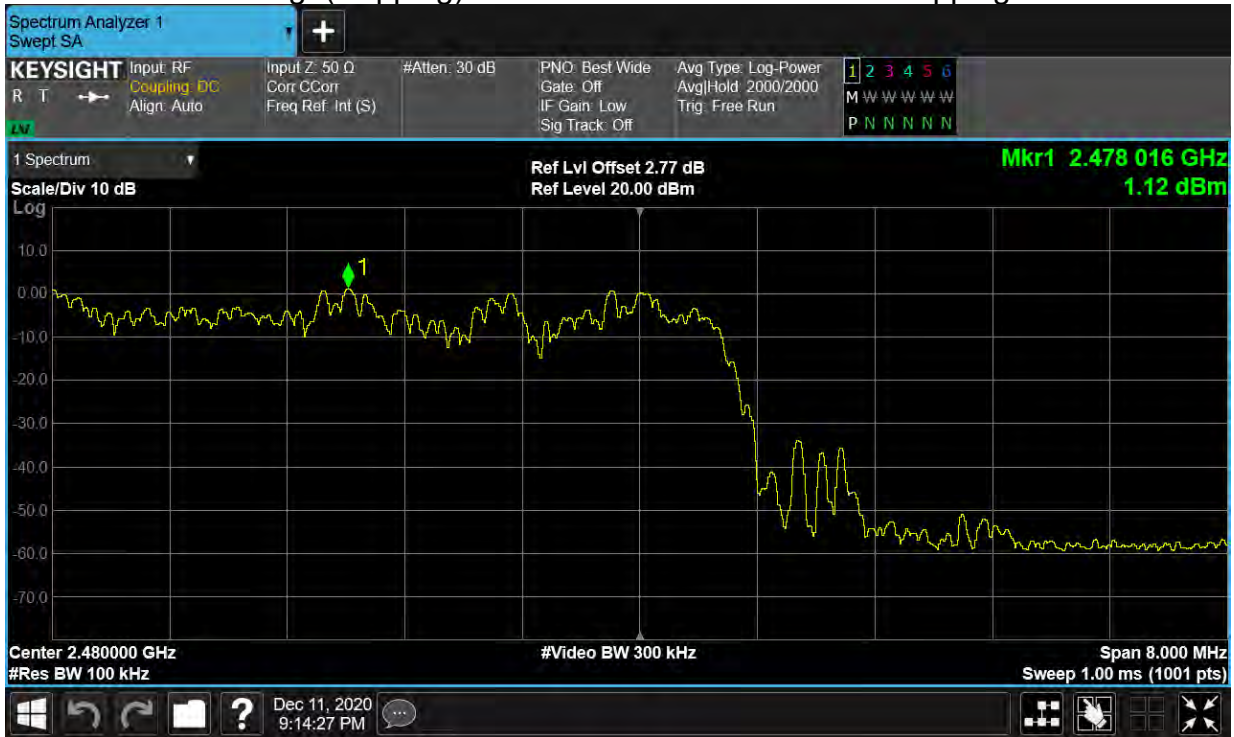 Spectrum Analyzer 1
Swept SA
+
KEYSIGHT
R T
Input: RF
Coupling: DC
Align: Auto
Input Z: 50 Ω
Corr CCorr
Freq Ref: Int (S)
#Atten: 30 dB
PNO: Best Wide
Gate: Off
IF Gain: Low
Sig Track: Off
Avg Type: Log-Power
Avg|Hold: 2000/2000
Trig: Free Run
1 2 3 4 5 6
M W W W W W W
P N N N N N N
1 Spectrum
Scale/Div 10 dB
Log
Ref Lvl Offset 2.77 dB
Ref Level 20.00 dBm
Mkr1 2.478 016 GHz
1.12 dBm
10.0
0.00
-10.0
-20.0
-30.0
-40.0
-50.0
-60.0
-70.0
1
Center 2.480000 GHz
#Res BW 100 kHz
#Video BW 300 kHz
Span 8.000 MHz
Sweep 1.00 ms (1001 pts)
?
Dec 11, 2020
9:14:27 PM